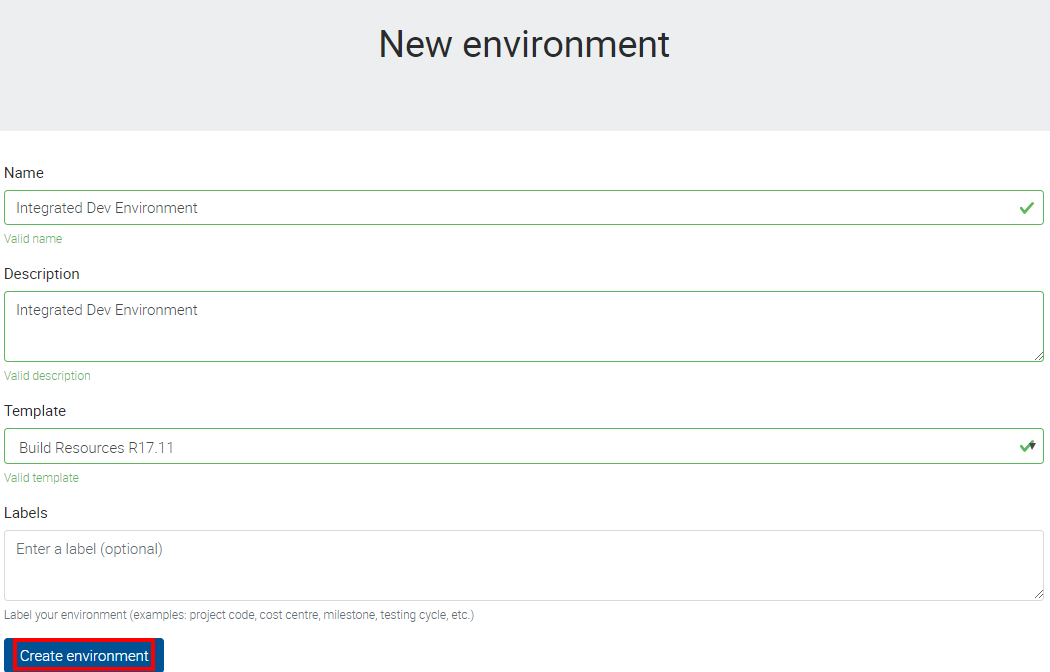 New environment
Name
Integrated Dev Environment
Valid name
Description
Integrated Dev Environment
Valid description
Template
Build Resources R17.11
Valid template
Labels
Enter a label (optional)
Label your environment (examples: project code, cost centre, milestone, testing cycle, etc.)
Create environment